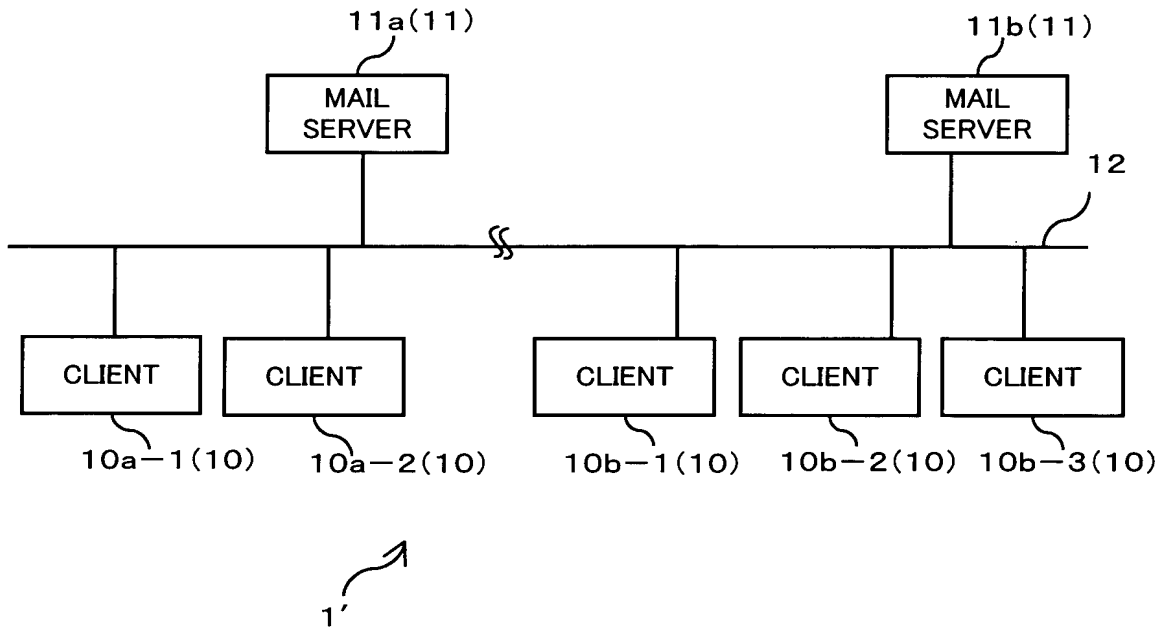 11a(11)
11b(11)
MAIL
SERVER
MAIL
SERVER
12
CLIENT
CLIENT
CLIENT
CLIENT
CLIENT
10a−1(10)
10a−2(10)
10b−1(10)
10b−2(10)
10b−3(10)
1′